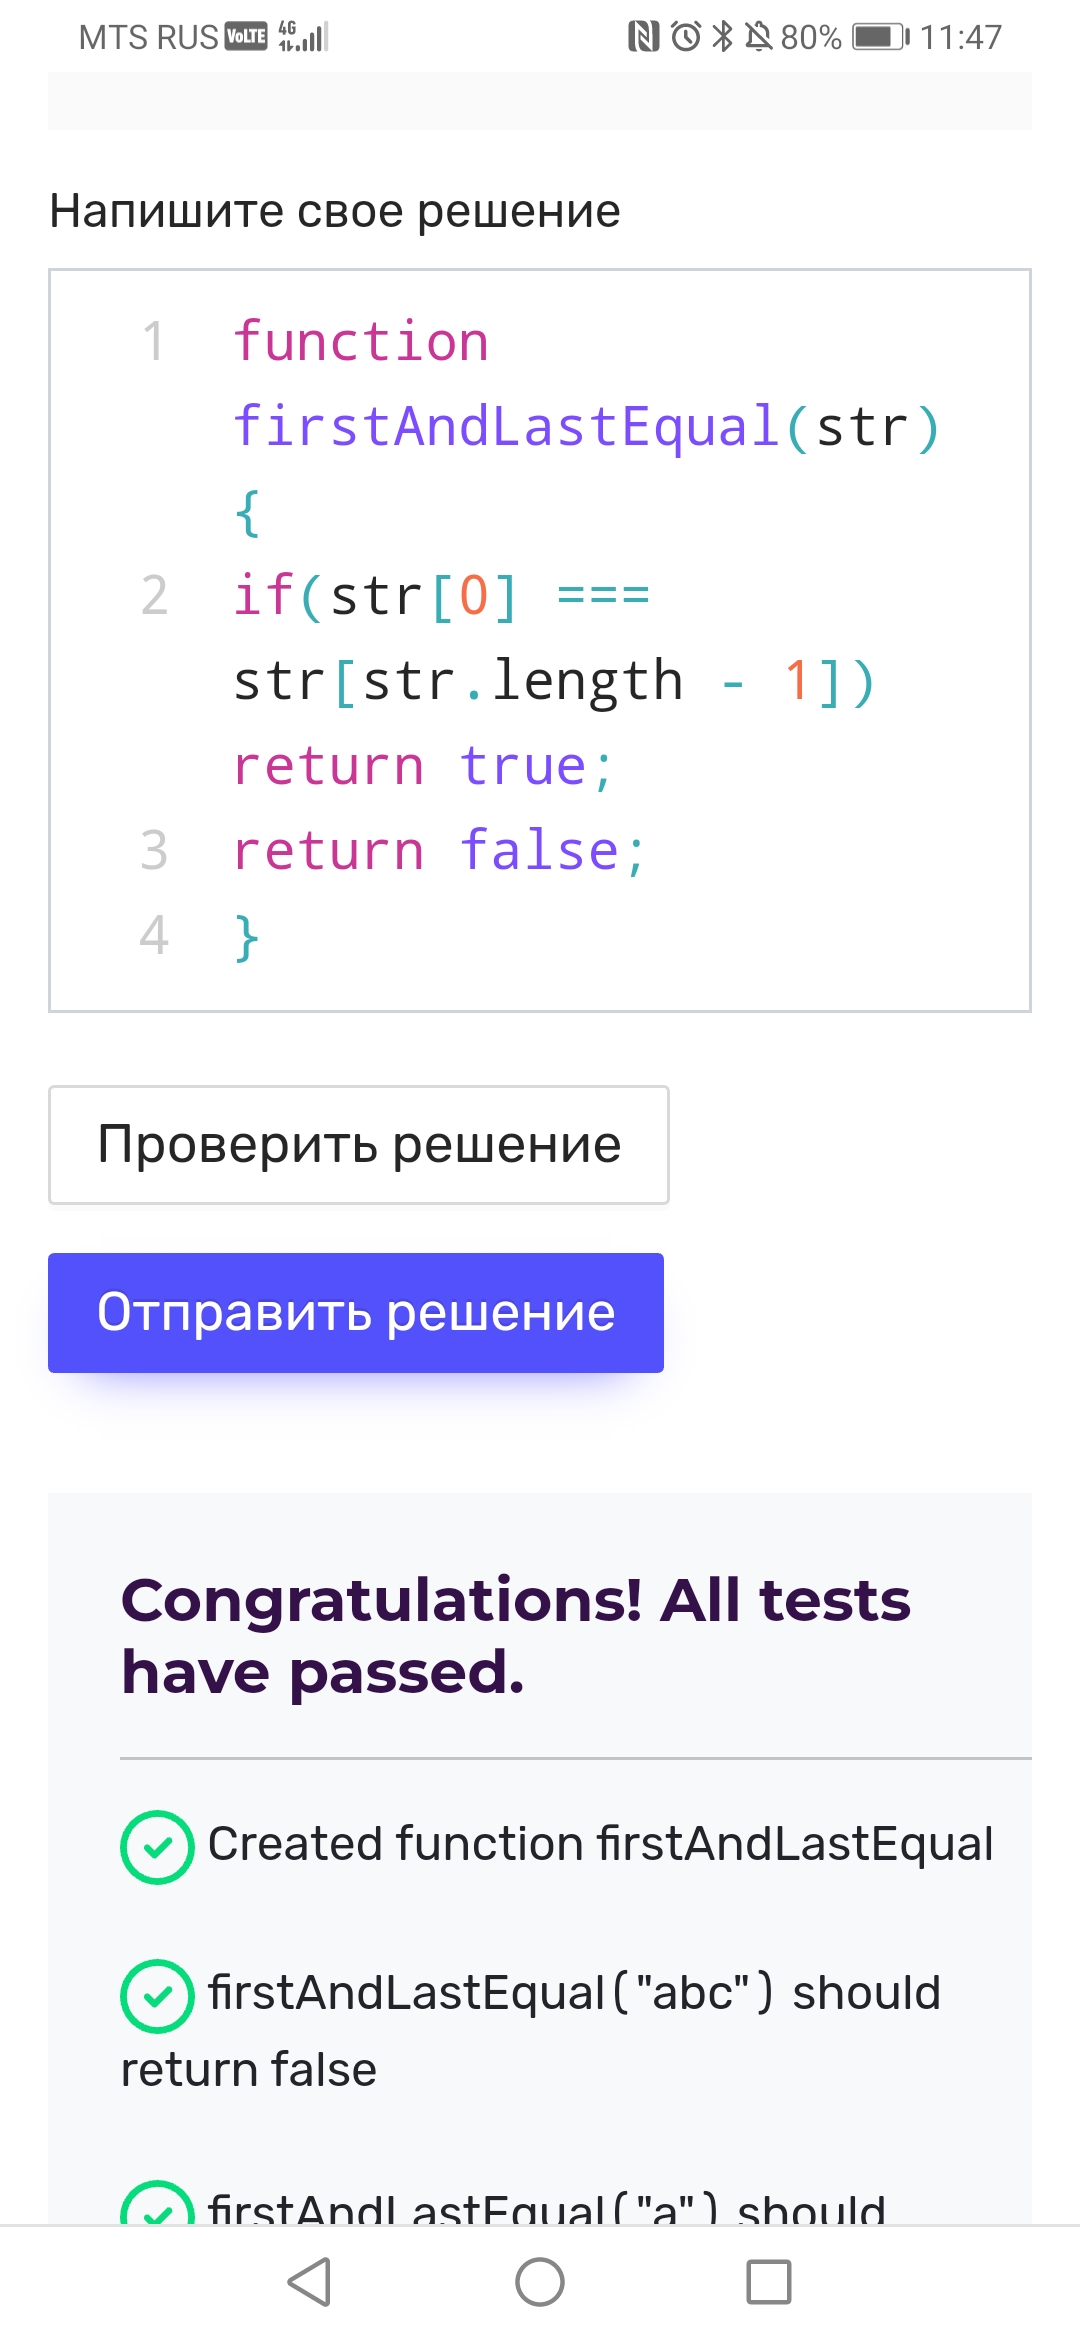 MTS RUS VoLTE 4G 80% 11:47
Напишите свое решение
1 function
firstAndLastEqual(str)
{
2 if(str[0] ===
str[str.length - 1])
return true;
3 return false;
4 }
Проверить решение
Отправить решение
Congratulations! All tests
have passed.
Created function firstAndLastEqual
firstAndLastEqual("abc") should
return false
firstAndLastEqual("a") should